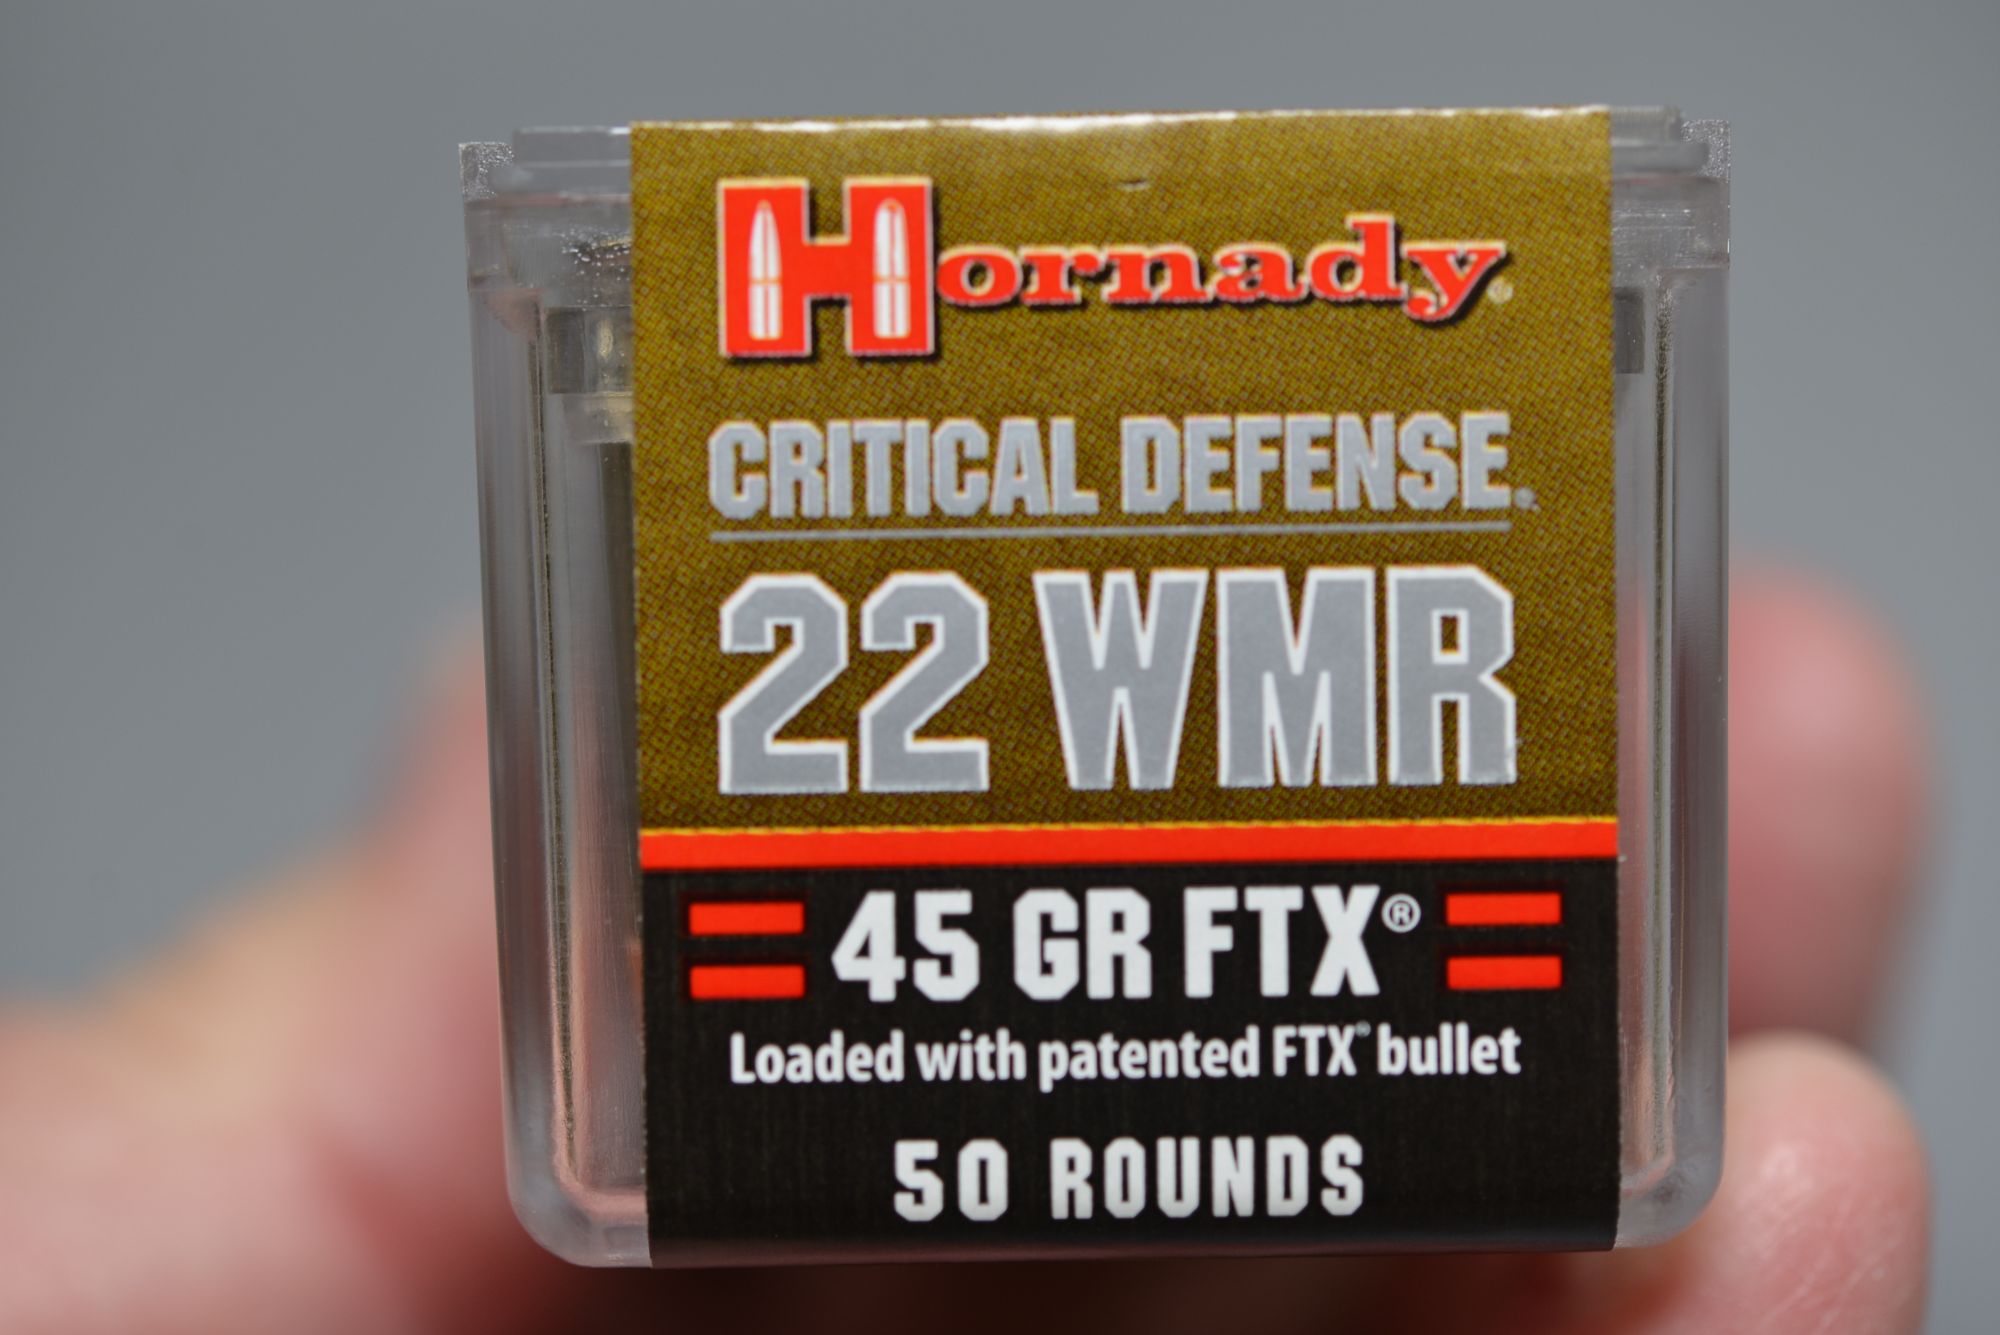 Hornady®
CRITICAL DEFENSE®
22 WMR
45 GR FTX®
Loaded with patented FTX® bullet
50 ROUNDS